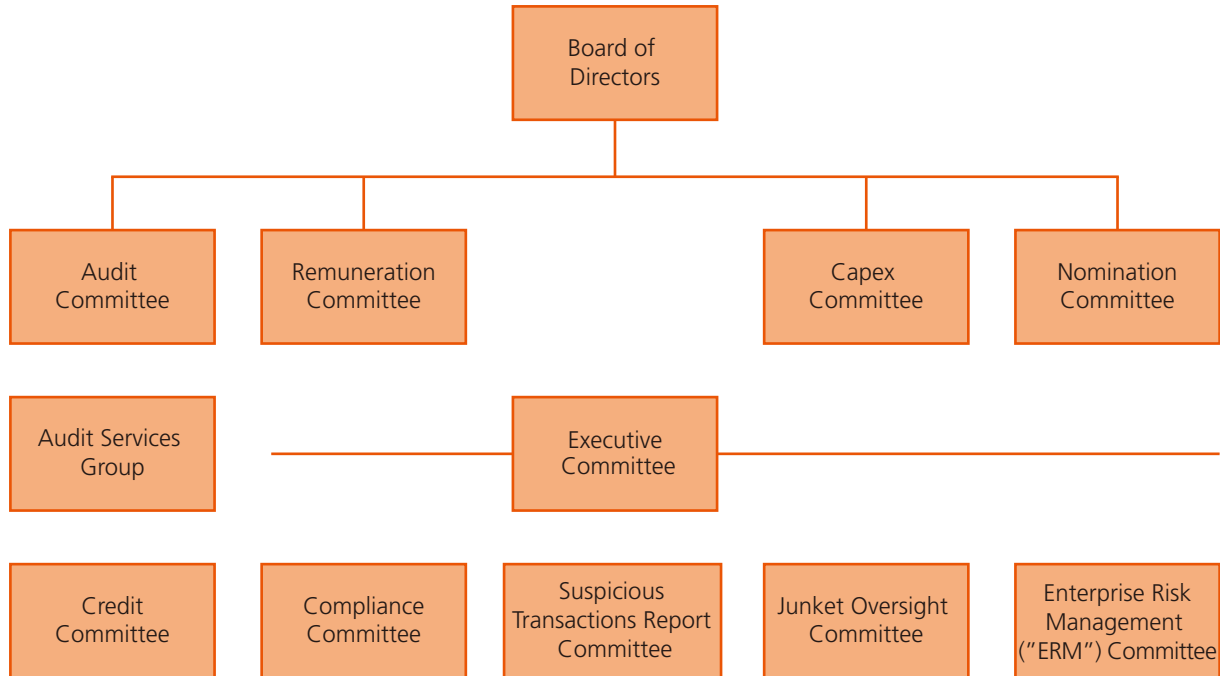 Board of
Directors
Audit
Committee
Remuneration
Committee
Capex
Committee
Nomination
Committee
Audit Services
Group
Executive
Committee
Credit
Committee
Compliance
Committee
Suspicious
Transactions Report
Committee
Junket Oversight
Committee
Enterprise Risk
Management
("ERM") Committee